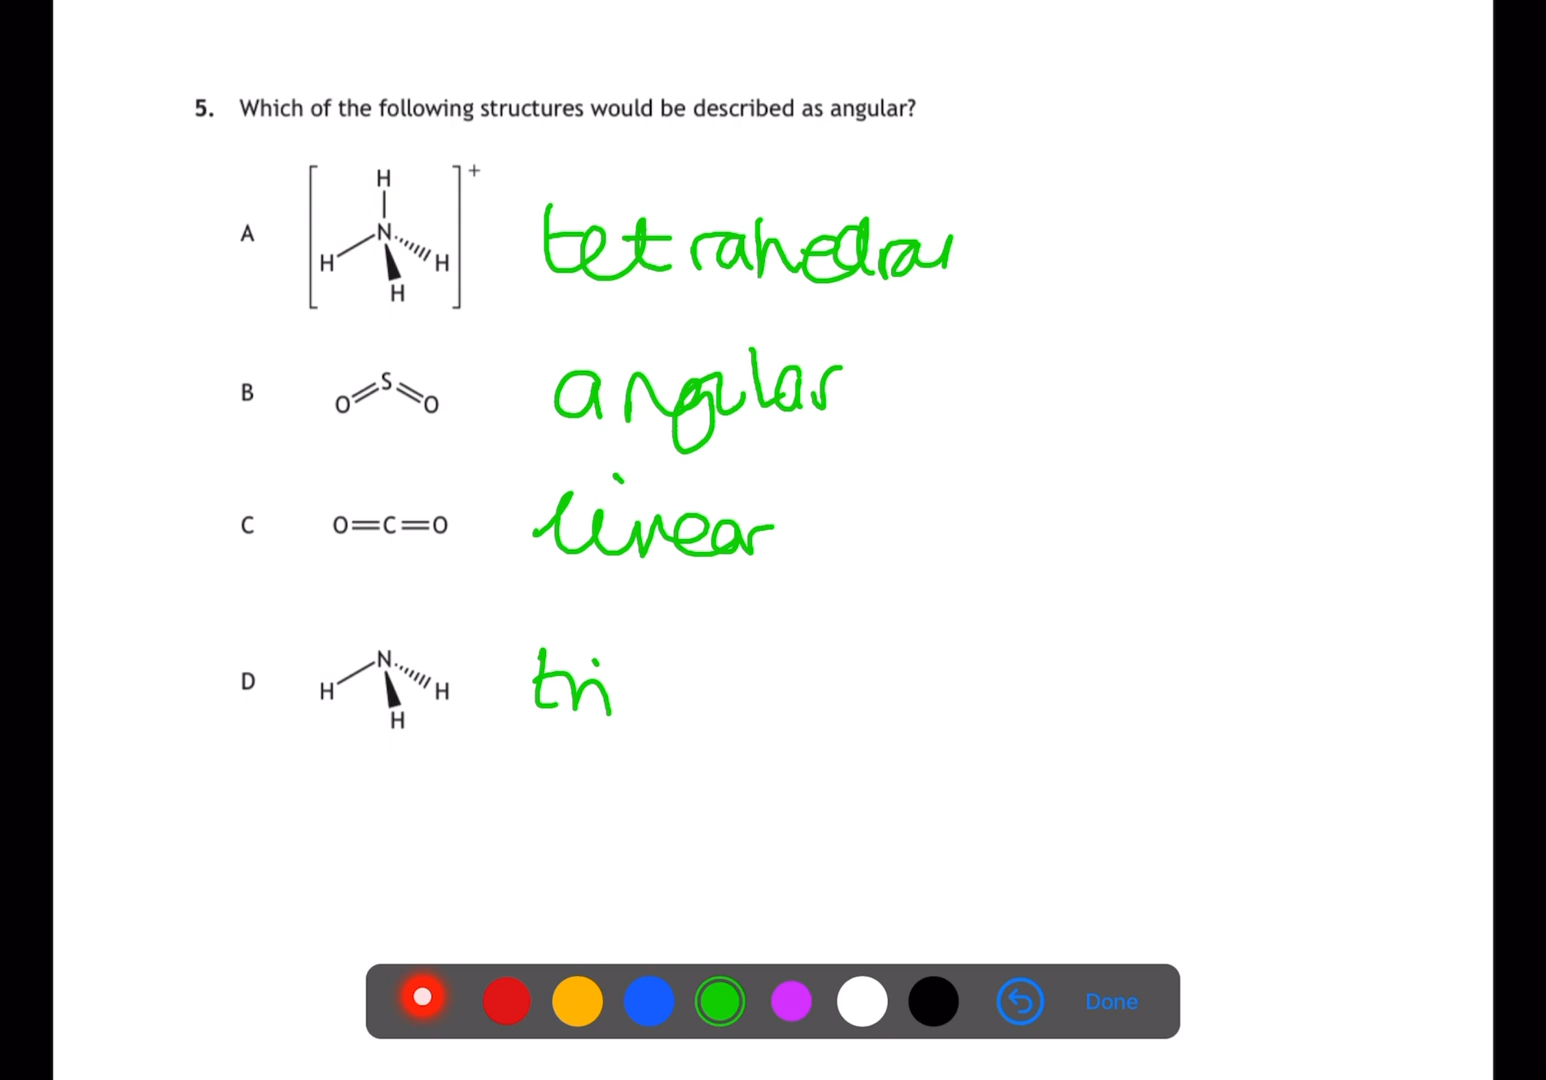 5. Which of the following structures would be described as angular?
A [ H N H H H ] +
tetrahedral
B O S O
angular
C O=C=O
linear
D H N H H
tri
Done